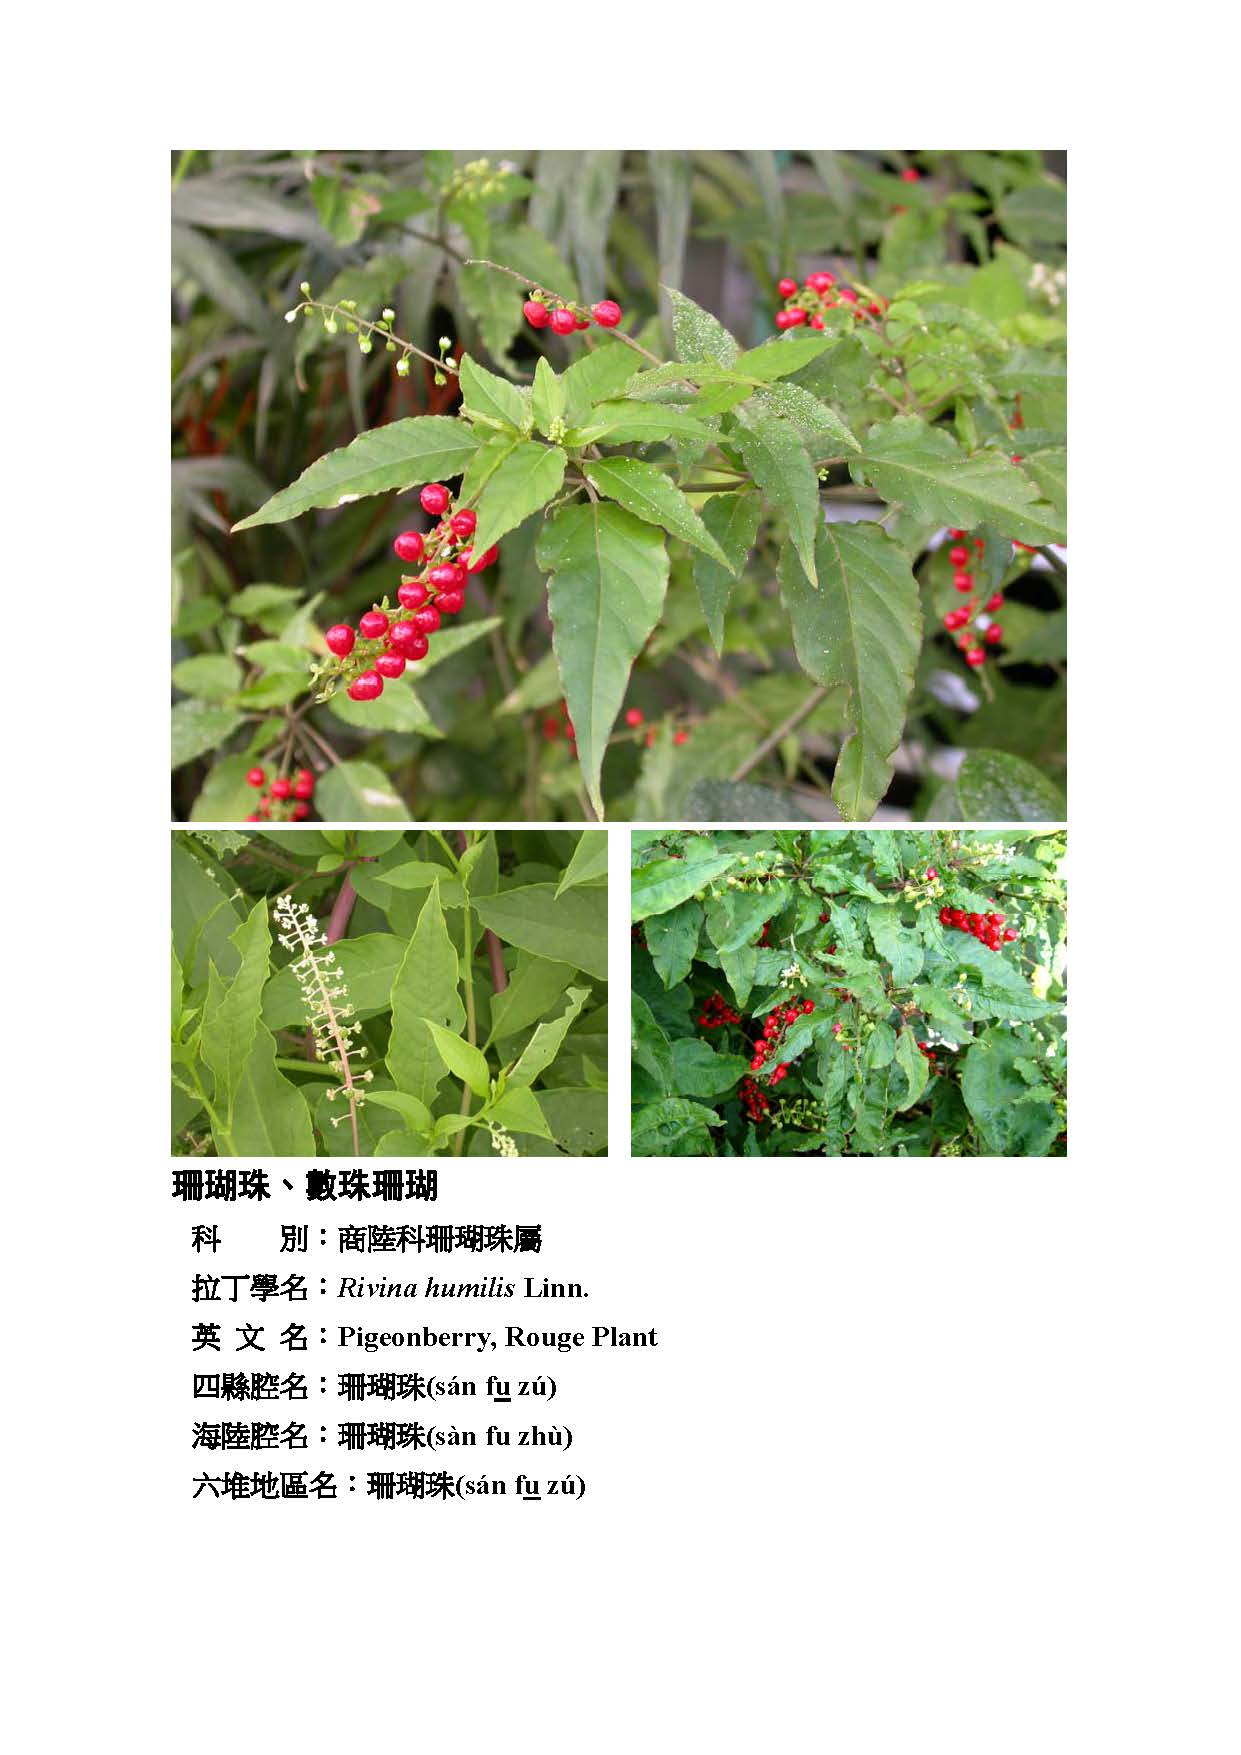 珊瑚珠、數珠珊瑚
科　　別：商陸科珊瑚珠屬
拉丁學名：Rivina humilis Linn.
英 文 名：Pigeonberry, Rouge Plant
四縣腔名：珊瑚珠(sán fu zú)
海陸腔名：珊瑚珠(sàn fu zhù)
六堆地區名：珊瑚珠(sán fu zú)